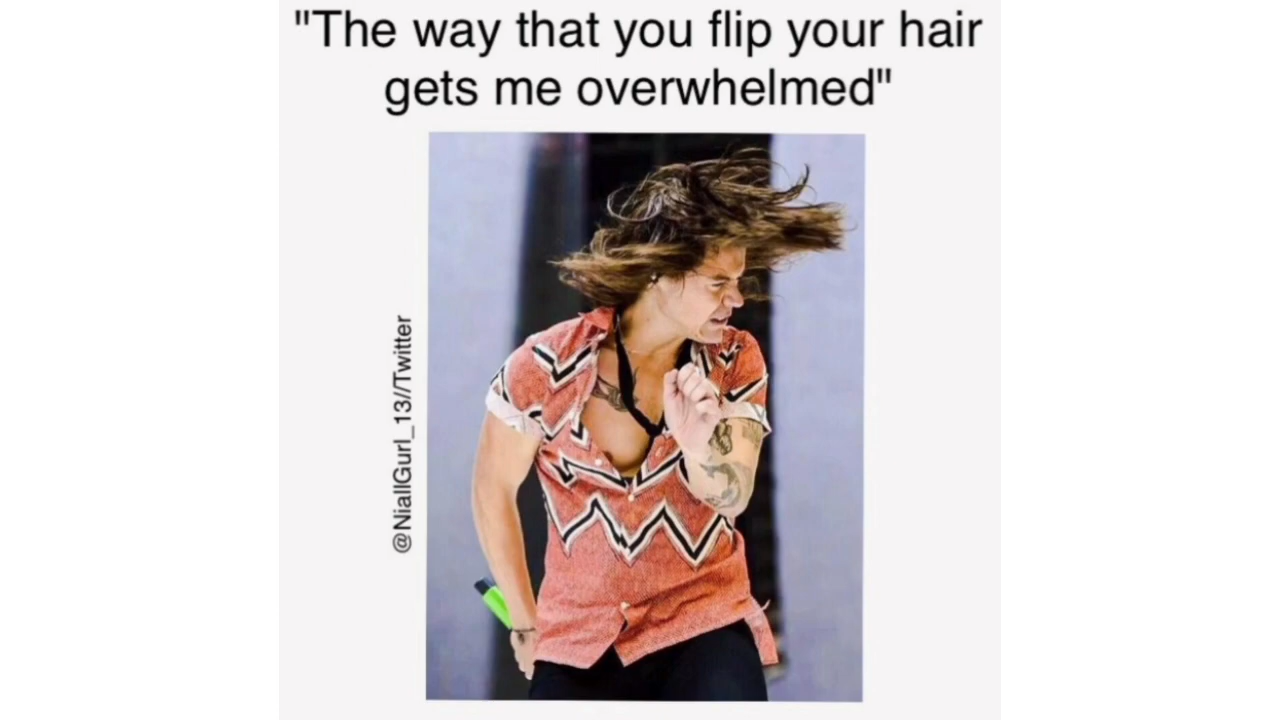 "The way that you flip your hair
gets me overwhelmed"
@NiallGurl_13//Twitter